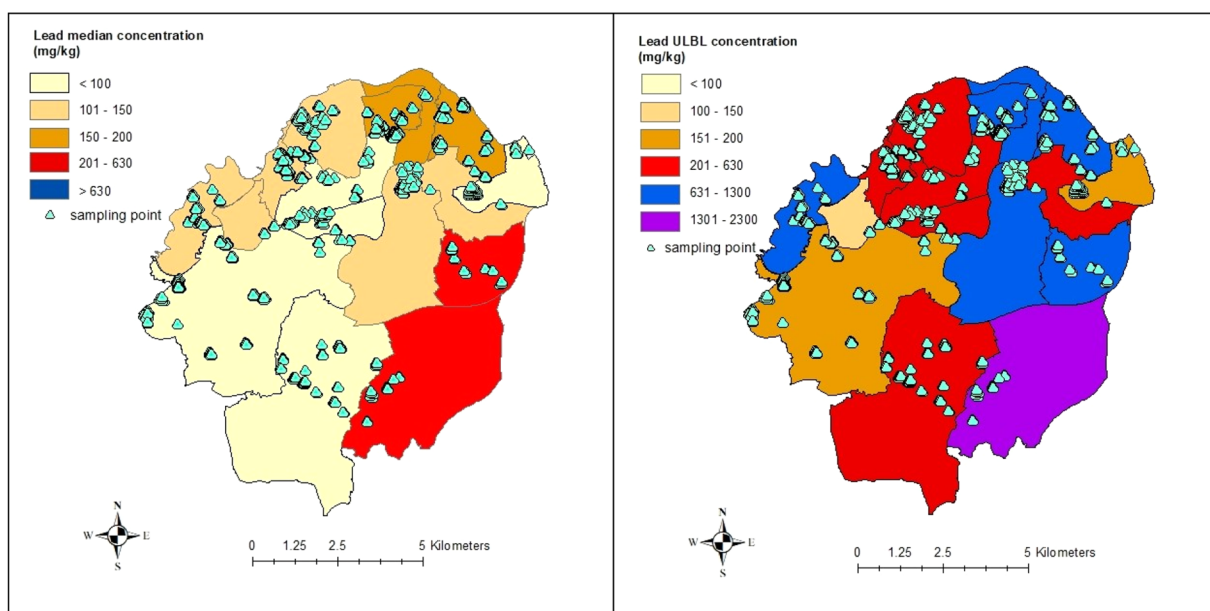 Lead median concentration
(mg/kg)
< 100
101 - 150
150 - 200
201 - 630
> 630
sampling point
N
W E
S
0 1.25 2.5 5 Kilometers
Lead ULBL concentration
(mg/kg)
< 100
100 - 150
151 - 200
201 - 630
631 - 1300
1301 - 2300
sampling point
N
W E
S
0 1.25 2.5 5 Kilometers